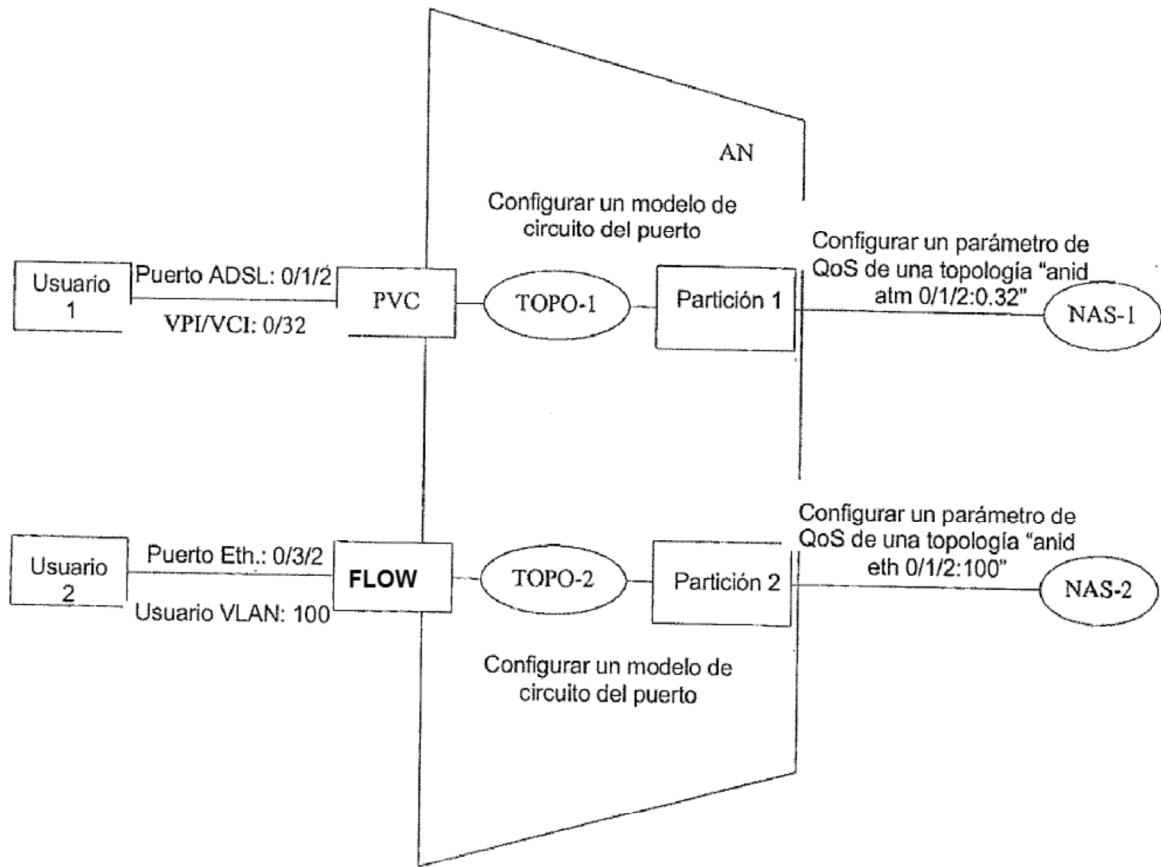 AN
Configurar un modelo de
circuito del puerto
Usuario
1
Puerto ADSL: 0/1/2
VPI/VCI: 0/32
PVC
TOPO-1
Partición 1
Configurar un parámetro de
QoS de una topología “anid
atm 0/1/2:0.32”
NAS-1
Usuario
2
Puerto Eth.: 0/3/2
Usuario VLAN: 100
FLOW
TOPO-2
Partición 2
Configurar un parámetro de
QoS de una topología “anid
eth 0/1/2:100”
NAS-2
Configurar un modelo de
circuito del puerto